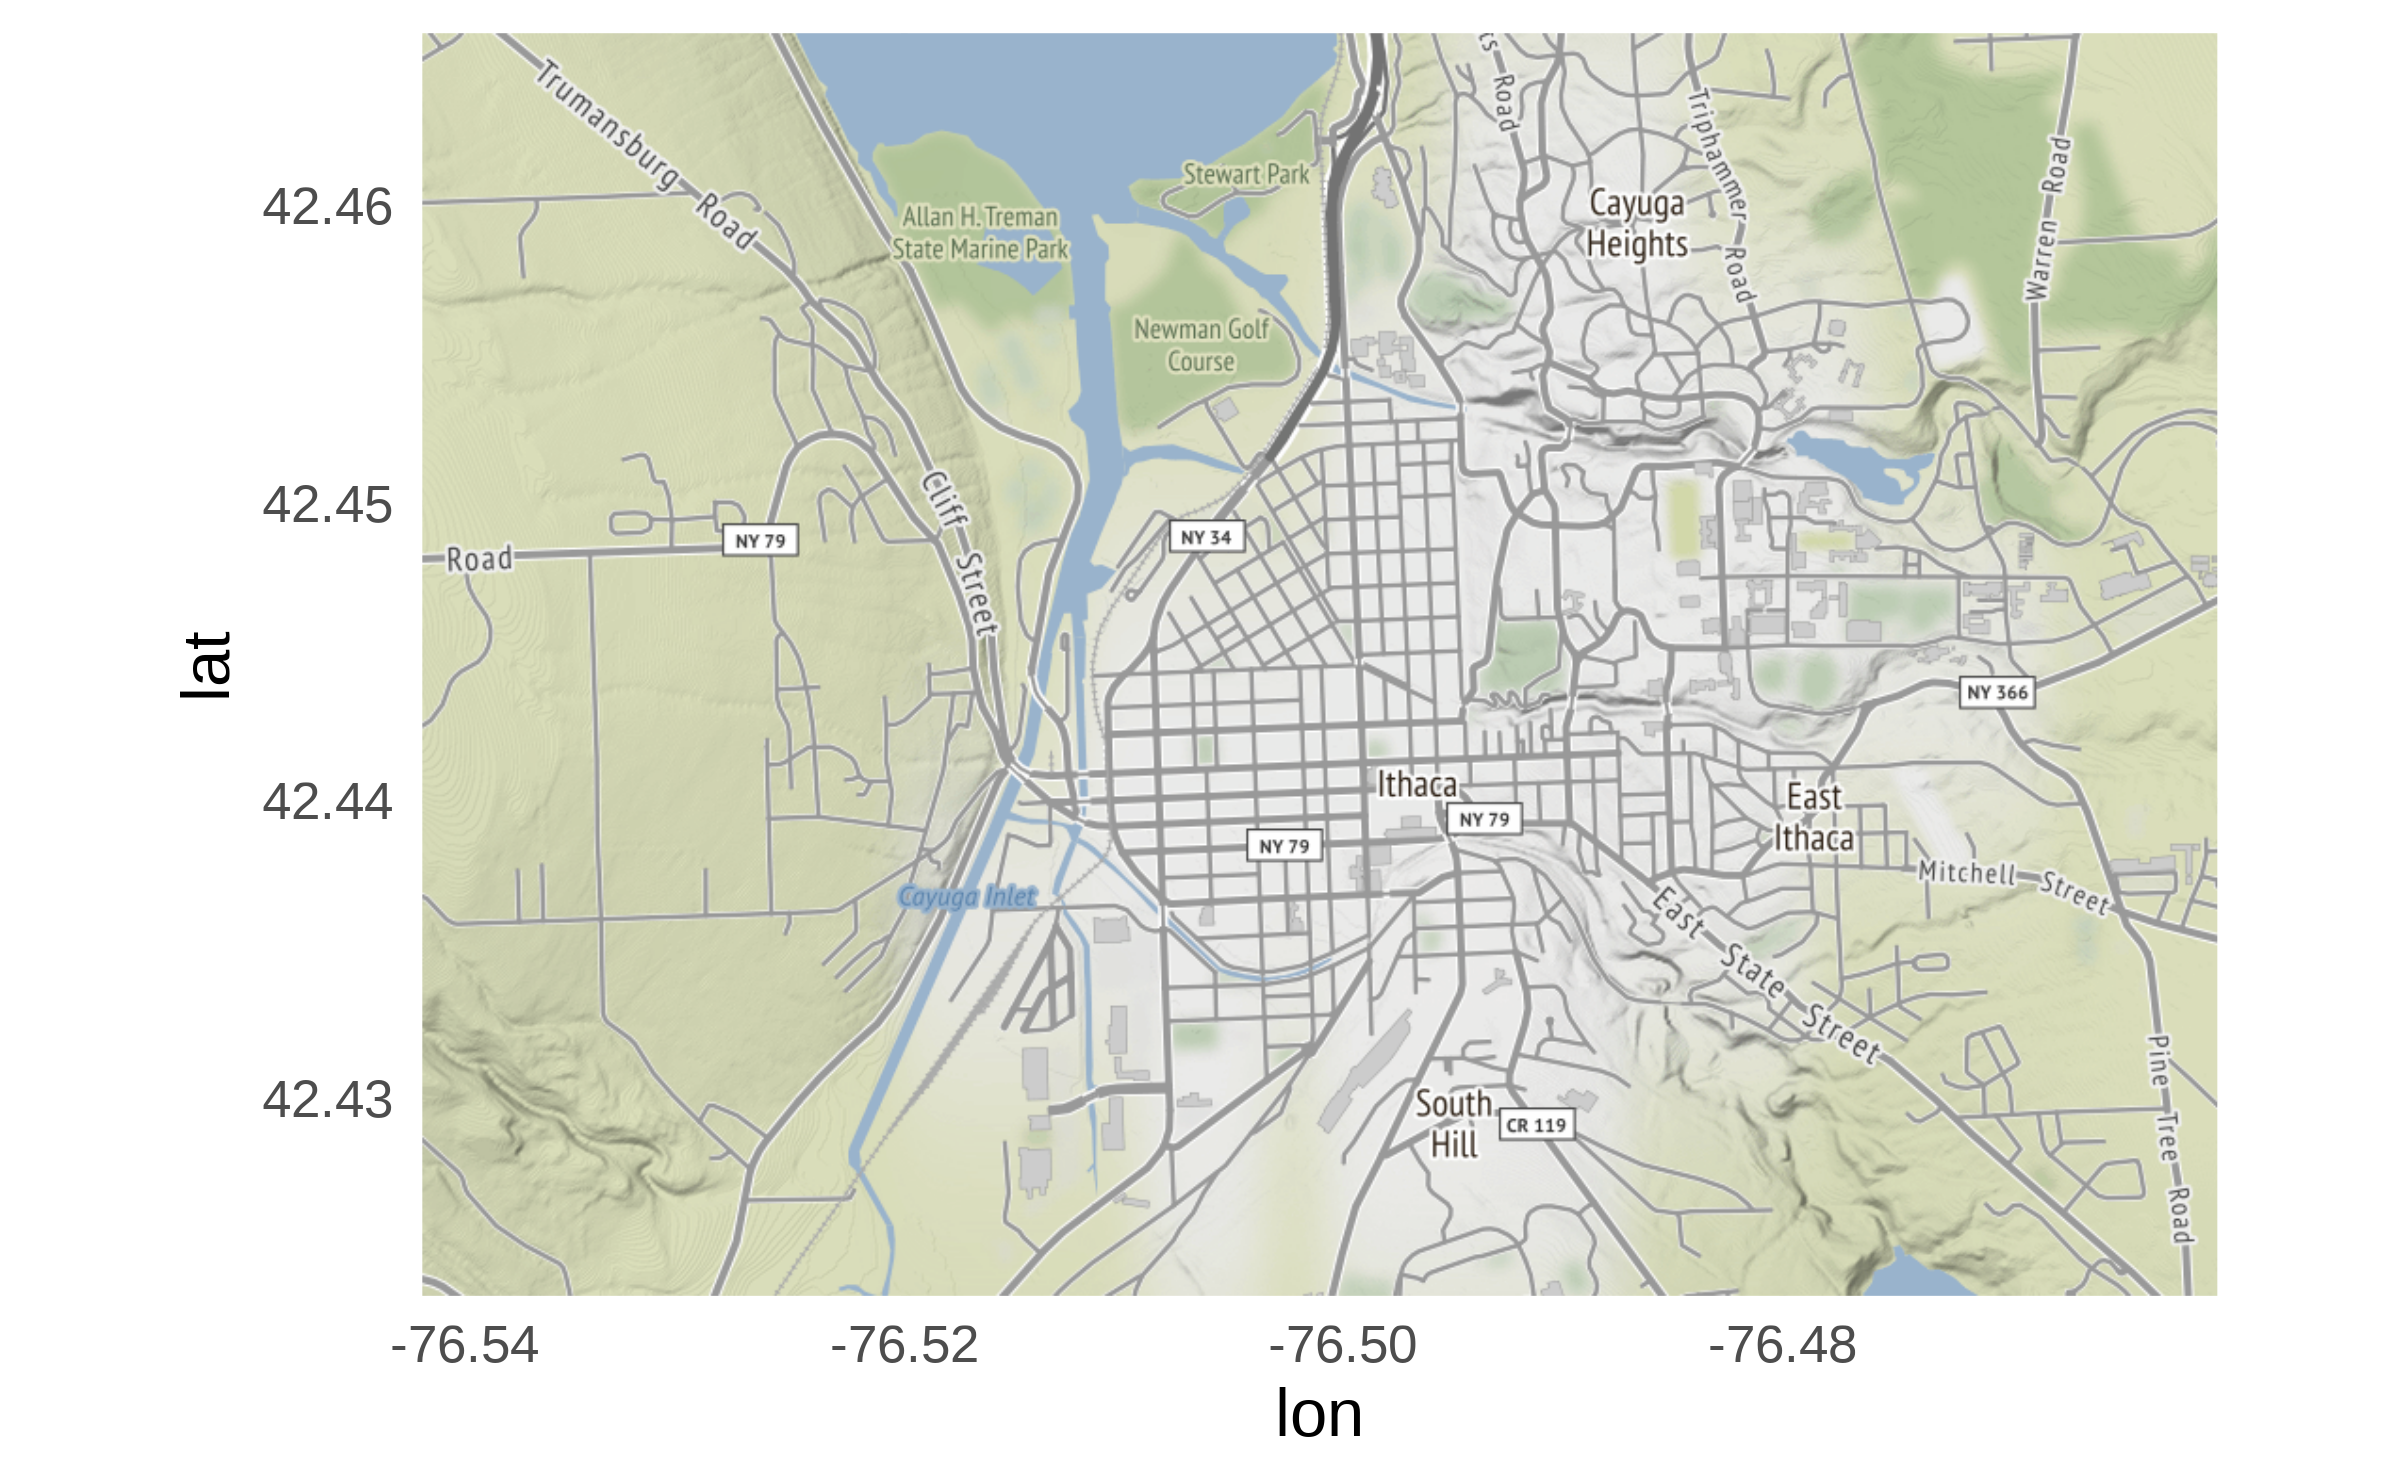 Trumansburg Road
ts Road
Triphammer Road
Warren Road
Stewart Park
Allan H. Treman
State Marine Park
Cayuga
Heights
Newman Golf
Course
Cliff Street
NY 34
NY 79
Road
NY 366
Ithaca
NY 79
NY 79
East
Ithaca
Mitchell Street
Cayuga Inlet
East State Street
Pine Tree Road
South
Hill
CR 119
42.46
42.45
42.44
42.43
lat
-76.54
-76.52
-76.50
-76.48
lon